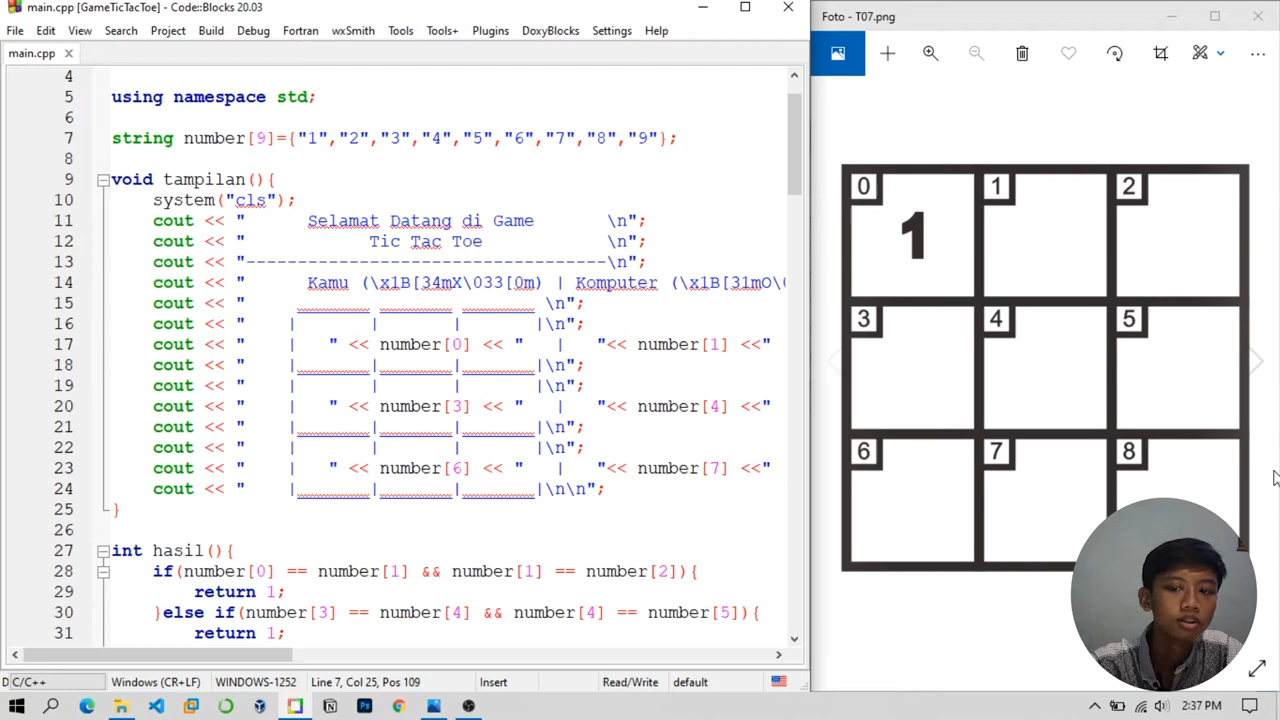 main.cpp [GameTicTacToe] - Code::Blocks 20.03
File Edit View Search Project Build Debug Fortran wxSmith Tools Tools+ Plugins DoxyBlocks Settings Help
main.cpp
4
5 using namespace std;
6
7 string number[9]={"1","2","3","4","5","6","7","8","9"};
8
9 void tampilan(){
10 system("cls");
11 cout << " Selamat Datang di Game \n";
12 cout << " Tic Tac Toe \n";
13 cout << "-----------------------------------\n";
14 cout << " Kamu (\x1B[34mX\033[0m) | Komputer (\x1B[31mO\0
15 cout << " _______ _______ _______ \n";
16 cout << " | | | |\n";
17 cout << " | " << number[0] << " | "<< number[1] <<"
18 cout << " |_______|_______|_______|\n";
19 cout << " | | | |\n";
20 cout << " | " << number[3] << " | "<< number[4] <<"
21 cout << " |_______|_______|_______|\n";
22 cout << " | | | |\n";
23 cout << " | " << number[6] << " | "<< number[7] <<"
24 cout << " |_______|_______|_______|\n\n";
25 }
26
27 int hasil(){
28 if(number[0] == number[1] && number[1] == number[2]){
29 return 1;
30 }else if(number[3] == number[4] && number[4] == number[5]){
31 return 1;
C/C++ Windows (CR+LF) WINDOWS-1252 Line 7, Col 25, Pos 109 Insert Read/Write default
Foto - T07.png
0 1 2
1
3 4 5
6 7 8
2:37 PM